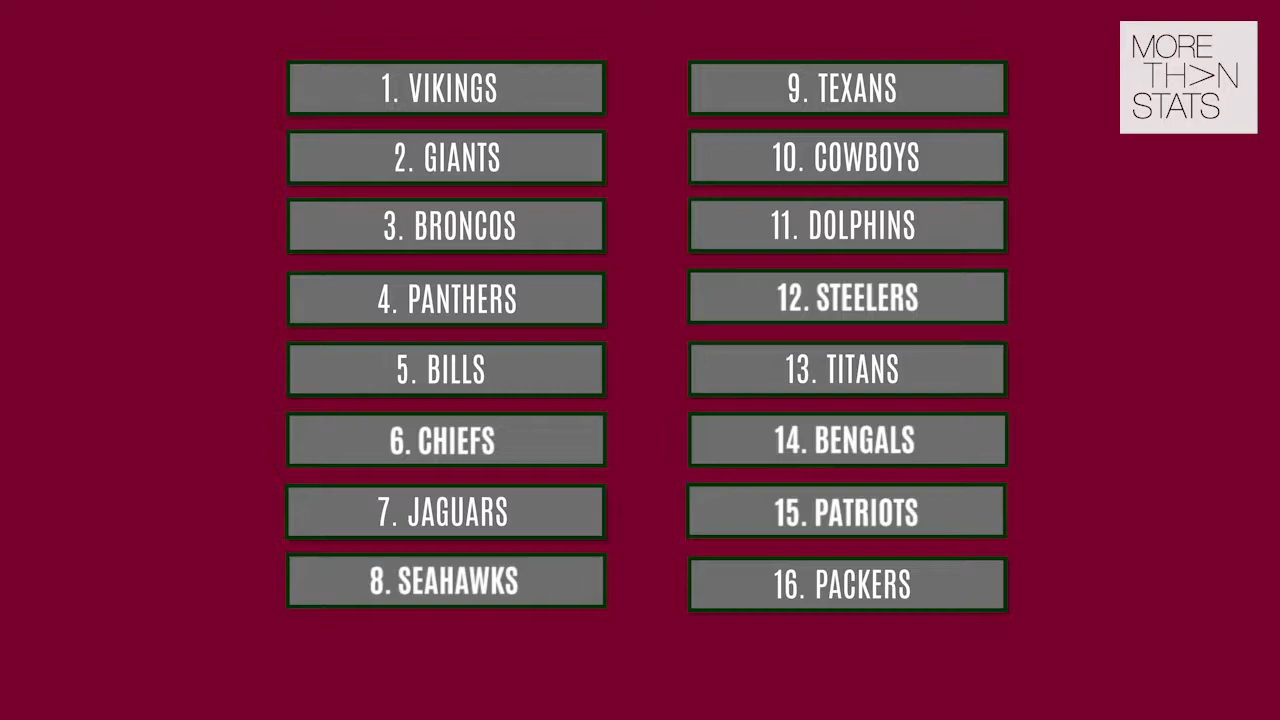 1. VIKINGS
2. GIANTS
3. BRONCOS
4. PANTHERS
5. BILLS
6. CHIEFS
7. JAGUARS
8. SEAHAWKS
9. TEXANS
10. COWBOYS
11. DOLPHINS
12. STEELERS
13. TITANS
14. BENGALS
15. PATRIOTS
16. PACKERS
MORE
TH>N
STATS